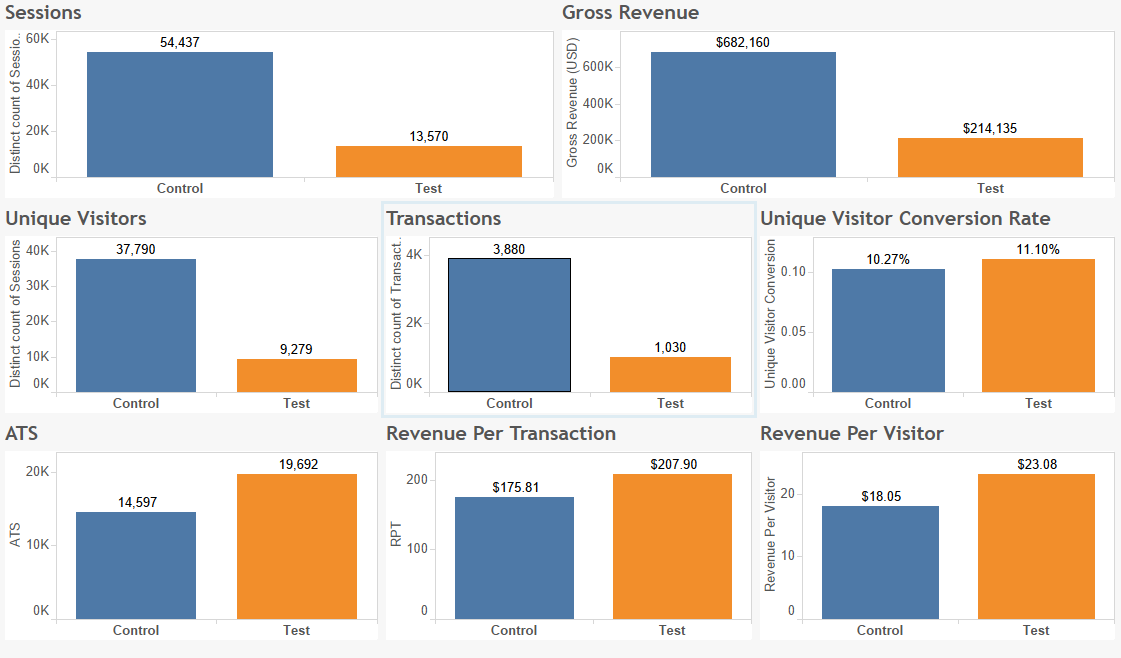 Sessions
Distinct count of Sessio..
60K
40K
20K
0K
54,437
13,570
Control
Test
Gross Revenue
Gross Revenue (USD)
600K
400K
200K
0K
$682,160
$214,135
Control
Test
Unique Visitors
Distinct count of Sessions
40K
30K
20K
10K
0K
37,790
9,279
Control
Test
Transactions
Distinct count of Transact..
4K
2K
0K
3,880
1,030
Control
Test
Unique Visitor Conversion Rate
Unique Visitor Conversion
0.10
0.05
0.00
10.27%
11.10%
Control
Test
ATS
ATS
20K
10K
0K
14,597
19,692
Control
Test
Revenue Per Transaction
RPT
200
100
0
$175.81
$207.90
Control
Test
Revenue Per Visitor
Revenue Per Visitor
20
10
0
$18.05
$23.08
Control
Test